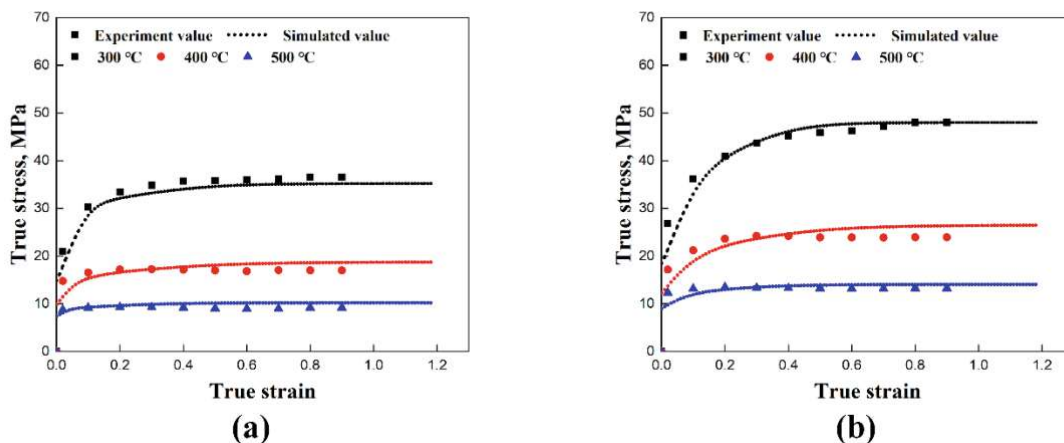 70
60
50
40
30
20
10
0
True stress, MPa
■ Experiment value ········ Simulated value
■ 300 °C ● 400 °C ▲ 500 °C
0.0 0.2 0.4 0.6 0.8 1.0 1.2
True strain
(a)
70
60
50
40
30
20
10
0
True stress, MPa
■ Experiment value ········ Simulated value
■ 300 °C ● 400 °C ▲ 500 °C
0.0 0.2 0.4 0.6 0.8 1.0 1.2
True strain
(b)